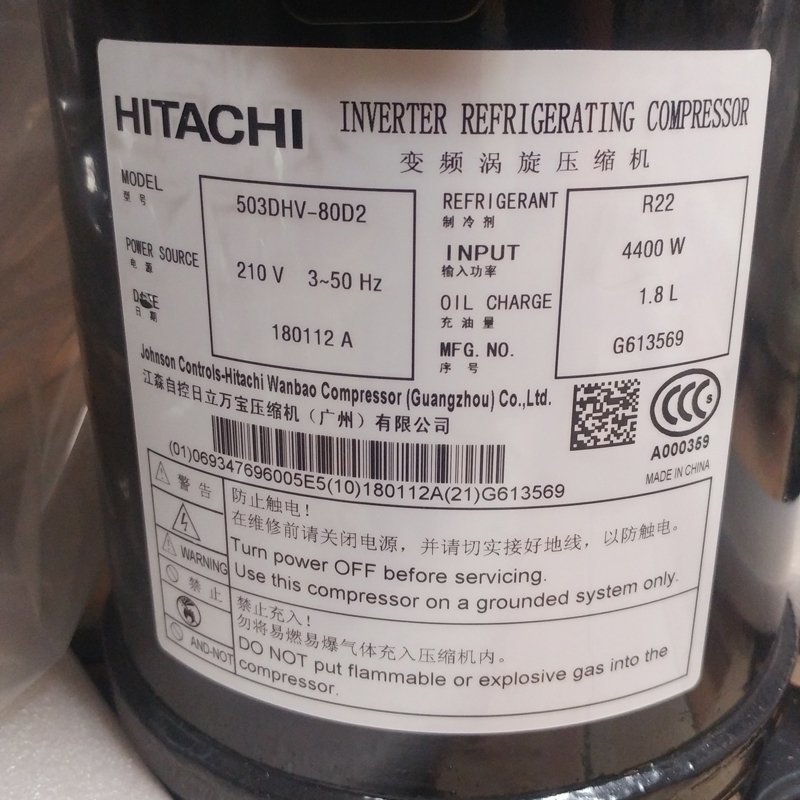 HITACHI INVERTER REFRIGERATING COMPRESSOR
变频涡旋压缩机
MODEL 503DHV-80D2
型号
POWER SOURCE 210 V 3~50 Hz
电源
DATE 180112 A
日期
REFRIGERANT R22
制冷剂
INPUT 4400 W
输入功率
OIL CHARGE 1.8 L
充油量
MFG. NO. G613569
序号
Johnson Controls-Hitachi Wanbao Compressor (Guangzhou) Co.,Ltd.
江森自控日立万宝压缩机（广州）有限公司
(01)069347696005E5(10)180112A(21)G613569
CCC S
A000359
MADE IN CHINA
警告
WARNING
防止触电！
在维修前请关闭电源，并请切实接好地线，以防触电。
Turn power OFF before servicing.
Use this compressor on a grounded system only.
禁止
AND-NOT
禁止充入！
勿将易燃易爆气体充入压缩机内。
DO NOT put flammable or explosive gas into the
compressor.